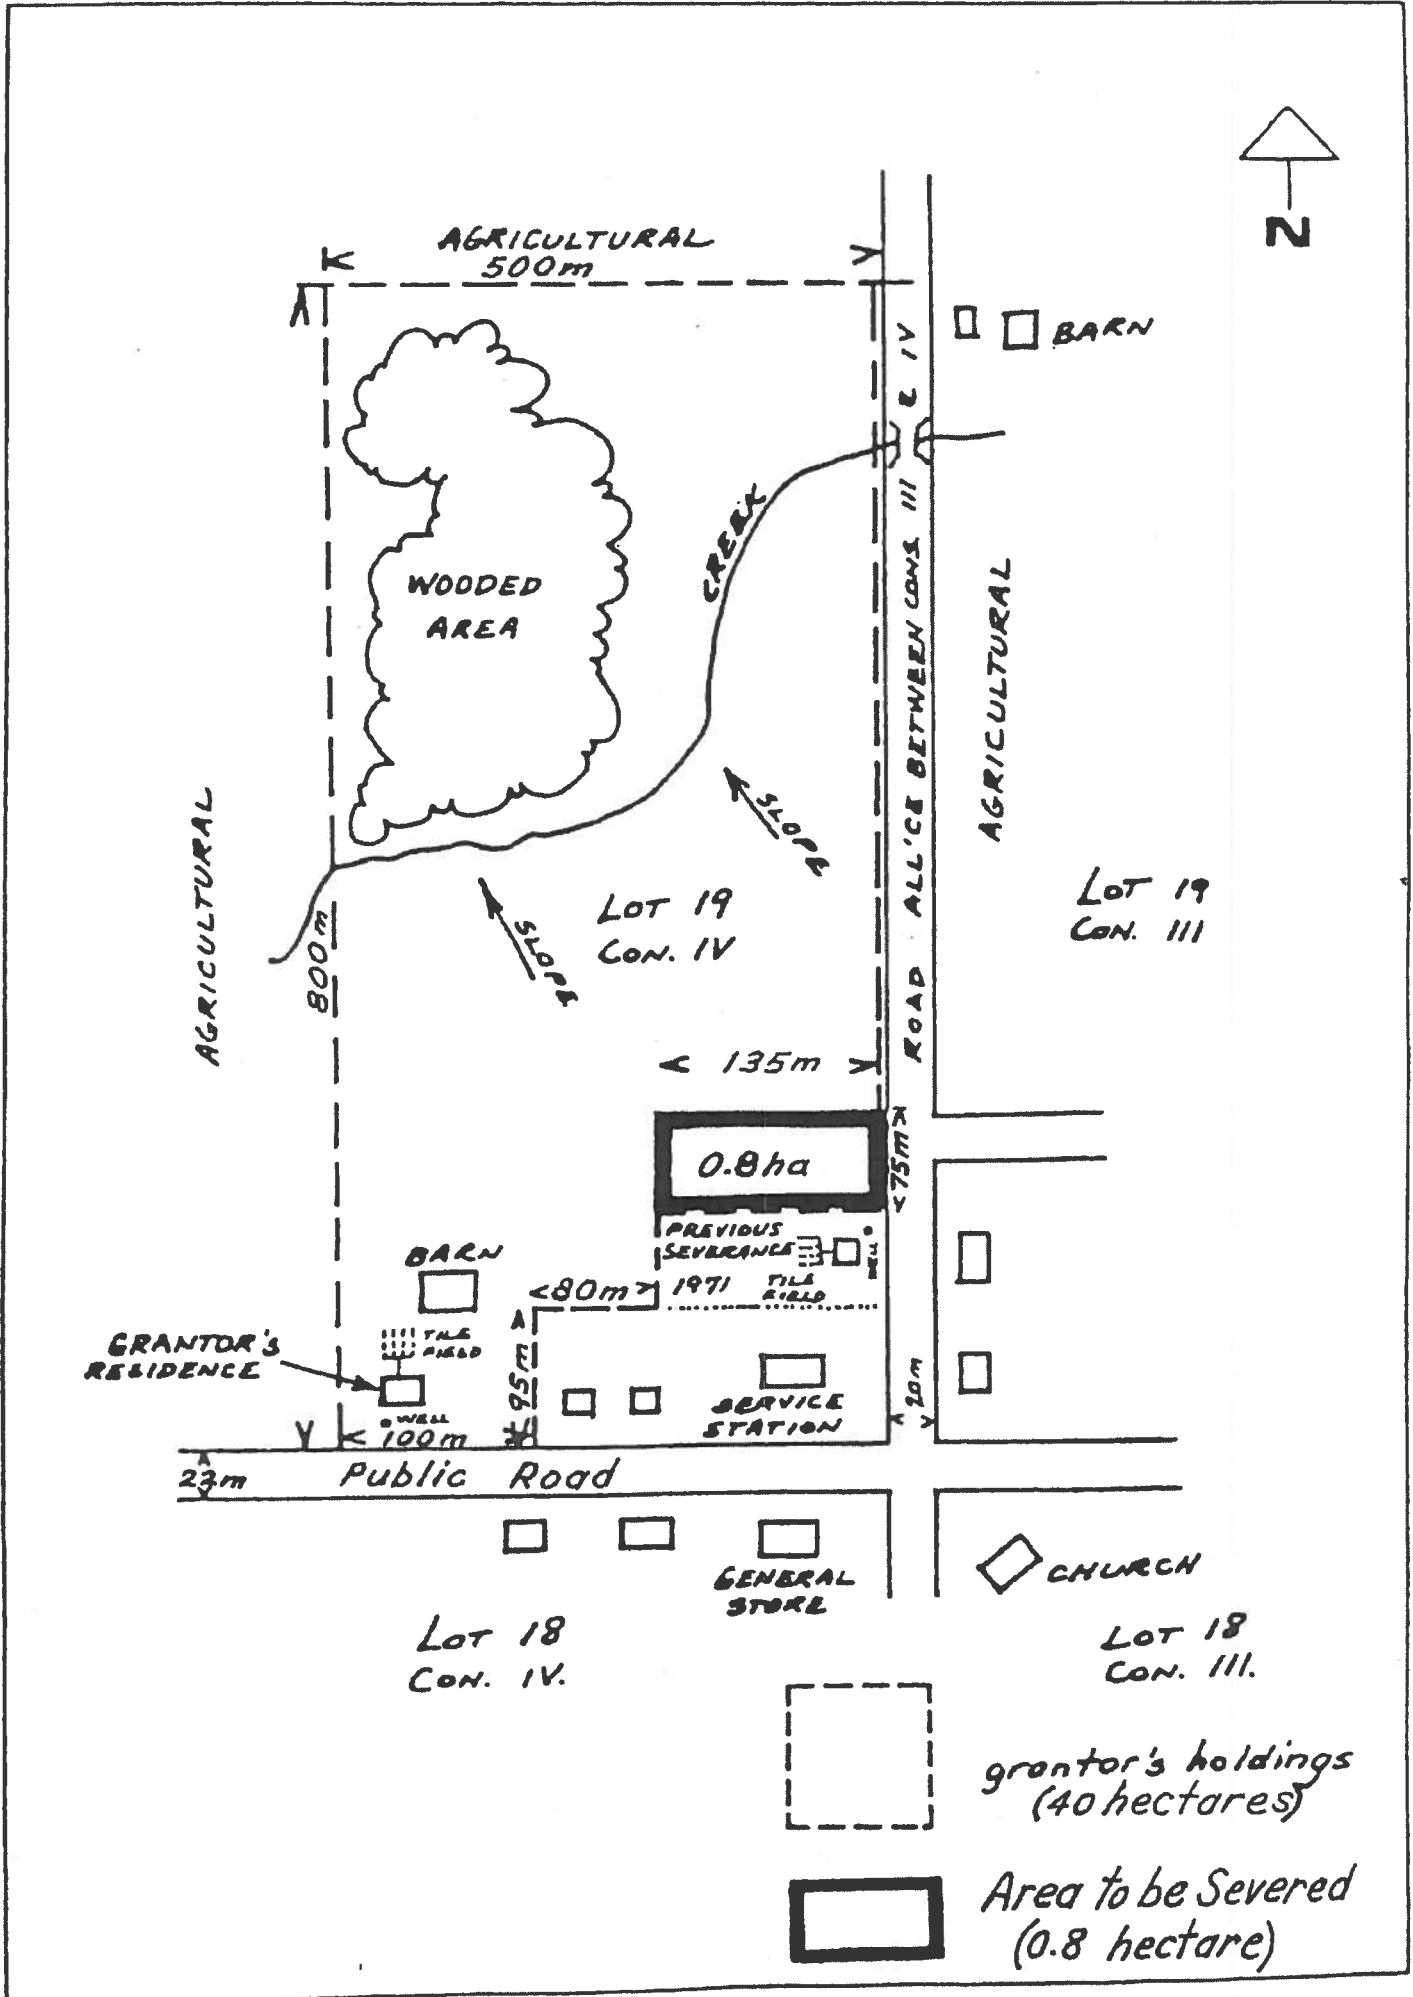 N
AGRICULTURAL
500m
BARN
ROAD ALL'CE BETWEEN CONS III & IV
CREEK
WOODED
AREA
AGRICULTURAL
AGRICULTURAL
SLOPE
SLOPE
800m
LOT 19
CON. IV
LOT 19
CON. III
135m
0.8ha
75m
PREVIOUS
SEVERANCE
1971
TILE
FIELD
WELL
BARN
80m
GRANTOR'S
RESIDENCE
TILE
FIELD
95m
SERVICE
STATION
20m
WELL
100m
23m
Public Road
GENERAL
STORE
CHURCH
LOT 18
CON. IV.
LOT 18
CON. III.
grantor's holdings
(40 hectares)
Area to be Severed
(0.8 hectare)